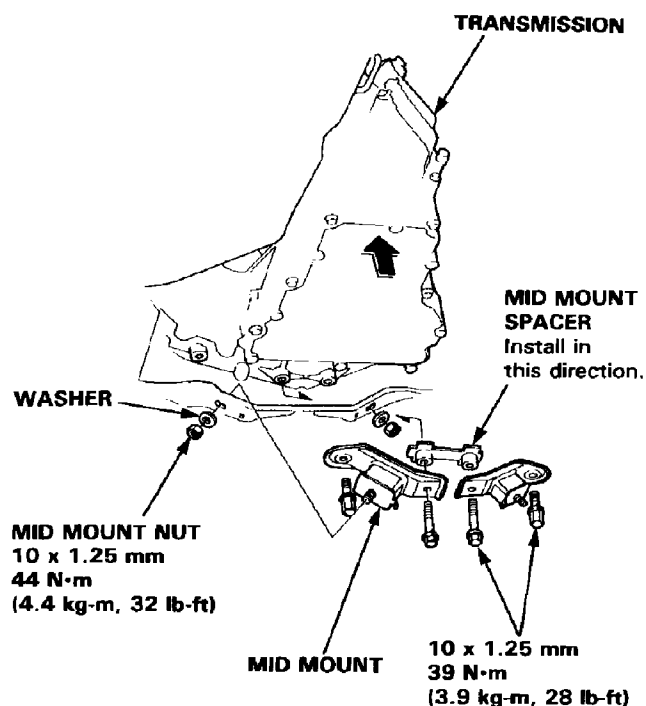 TRANSMISSION
MID MOUNT
SPACER
Install in
this direction.
WASHER
MID MOUNT NUT
10 x 1.25 mm
44 N·m
(4.4 kg-m, 32 lb-ft)
MID MOUNT
10 x 1.25 mm
39 N·m
(3.9 kg-m, 28 lb-ft)